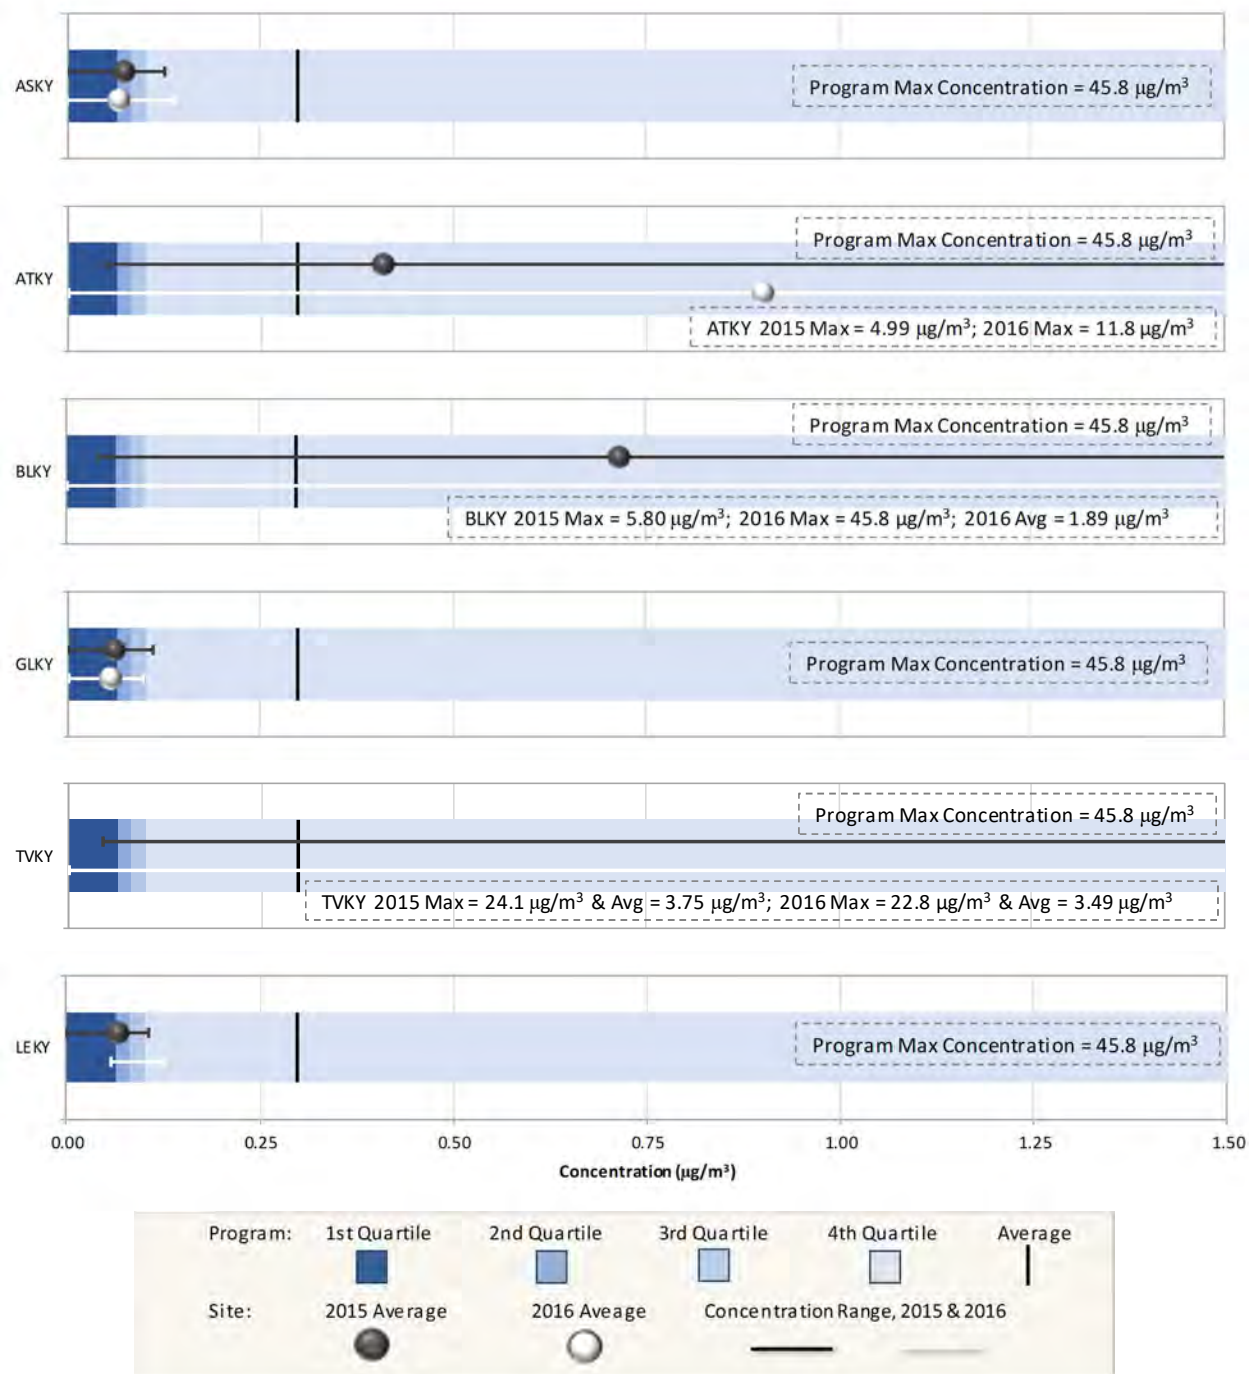 ASKY
Program Max Concentration = 45.8 µg/m³
Program Max Concentration = 45.8 µg/m³
ATKY
ATKY 2015 Max = 4.99 µg/m³; 2016 Max = 11.8 µg/m³
Program Max Concentration = 45.8 µg/m³
BLKY
BLKY 2015 Max = 5.80 µg/m³; 2016 Max = 45.8 µg/m³; 2016 Avg = 1.89 µg/m³
GLKY
Program Max Concentration = 45.8 µg/m³
Program Max Concentration = 45.8 µg/m³
TVKY
TVKY 2015 Max = 24.1 µg/m³ & Avg = 3.75 µg/m³; 2016 Max = 22.8 µg/m³ & Avg = 3.49 µg/m³
LEKY
Program Max Concentration = 45.8 µg/m³
0.00 0.25 0.50 0.75 1.00 1.25 1.50
Concentration (µg/m³)
Program: 1st Quartile 2nd Quartile 3rd Quartile 4th Quartile Average
Site: 2015 Average 2016 Aveage Concentration Range, 2015 & 2016